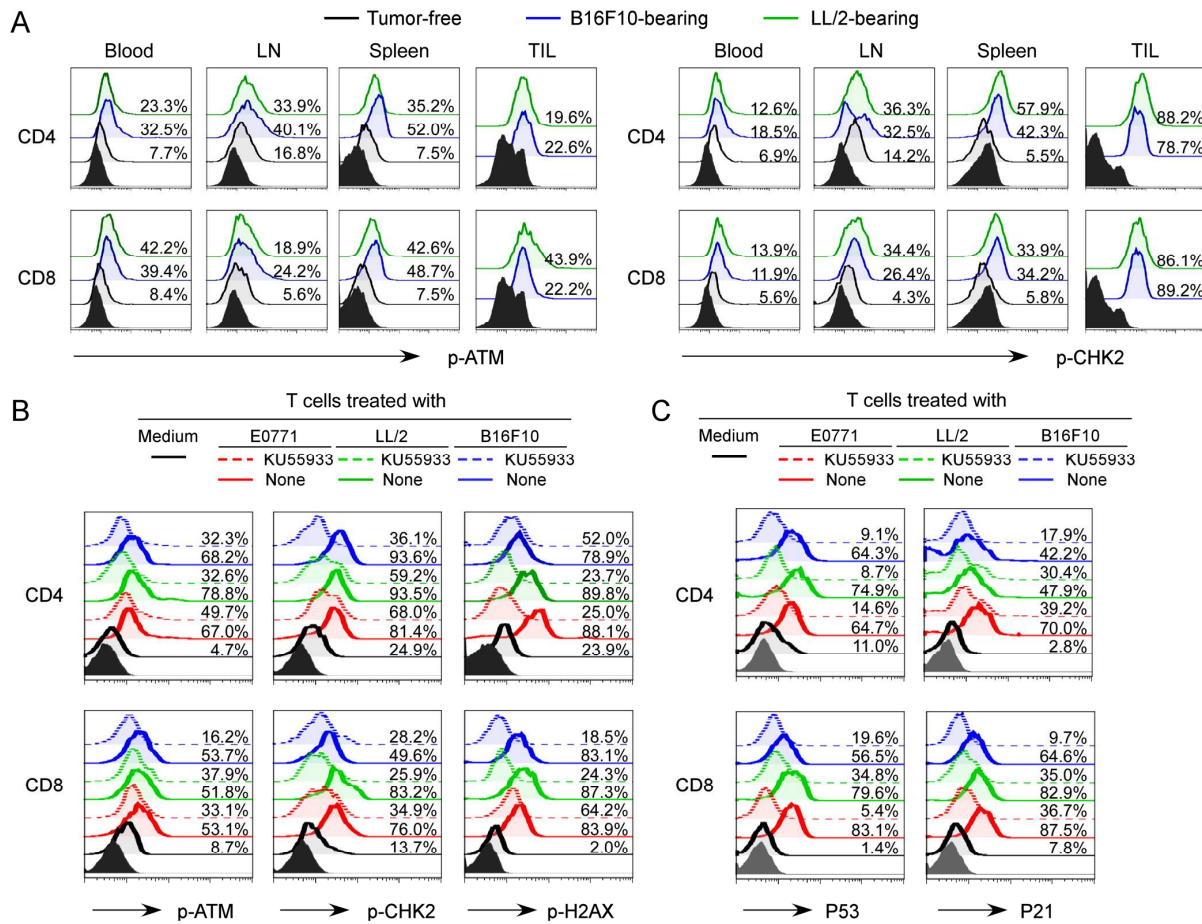 A
Tumor-free B16F10-bearing LL/2-bearing
Blood LN Spleen TIL Blood LN Spleen TIL
CD4
23.3% 33.9% 35.2% 19.6% 12.6% 36.3% 57.9% 88.2%
32.5% 40.1% 52.0% 22.6% 18.5% 32.5% 42.3% 78.7%
7.7% 16.8% 7.5% 6.9% 14.2% 5.5%
CD8
42.2% 18.9% 42.6% 43.9% 13.9% 34.4% 33.9% 86.1%
39.4% 24.2% 48.7% 22.2% 11.9% 26.4% 34.2% 89.2%
8.4% 5.6% 7.5% 5.6% 4.3% 5.8%
p-ATM p-CHK2
B
T cells treated with
Medium E0771 LL/2 B16F10
KU55933 KU55933 KU55933
None None None
CD4
32.3% 36.1% 52.0%
68.2% 93.6% 78.9%
32.6% 59.2% 23.7%
78.8% 93.5% 89.8%
49.7% 68.0% 25.0%
67.0% 81.4% 88.1%
4.7% 24.9% 23.9%
CD8
16.2% 28.2% 18.5%
53.7% 49.6% 83.1%
37.9% 25.9% 24.3%
51.8% 83.2% 87.3%
33.1% 34.9% 64.2%
53.1% 76.0% 83.9%
8.7% 13.7% 2.0%
p-ATM p-CHK2 p-H2AX
C
T cells treated with
Medium E0771 LL/2 B16F10
KU55933 KU55933 KU55933
None None None
CD4
9.1% 17.9%
64.3% 42.2%
8.7% 30.4%
74.9% 47.9%
14.6% 39.2%
64.7% 70.0%
11.0% 2.8%
CD8
19.6% 9.7%
56.5% 64.6%
34.8% 35.0%
79.6% 82.9%
5.4% 36.7%
83.1% 87.5%
1.4% 7.8%
P53 P21